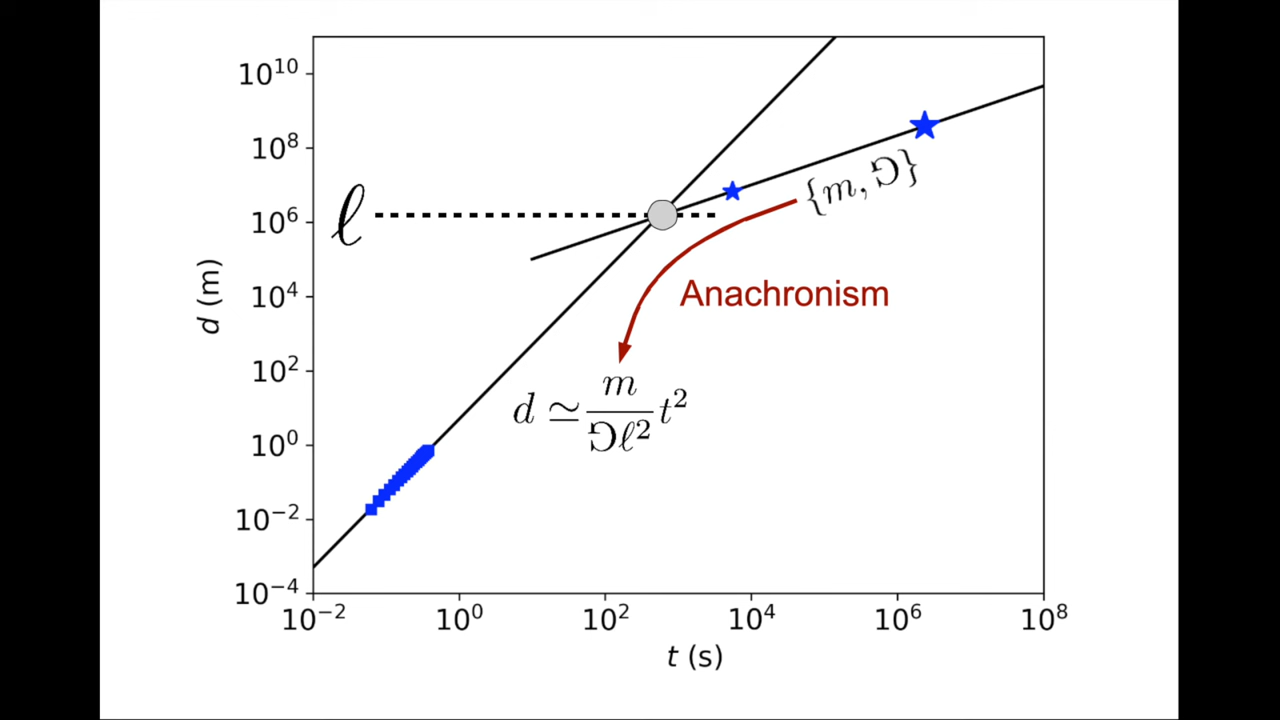 10¹⁰
10⁸
10⁶
10⁴
10²
10⁰
10⁻²
10⁻⁴
d (m)
ℓ
{m, ⅁}
Anachronism
d ≃ m/(⅁ℓ²) t²
10⁻² 10⁰ 10² 10⁴ 10⁶ 10⁸
t (s)